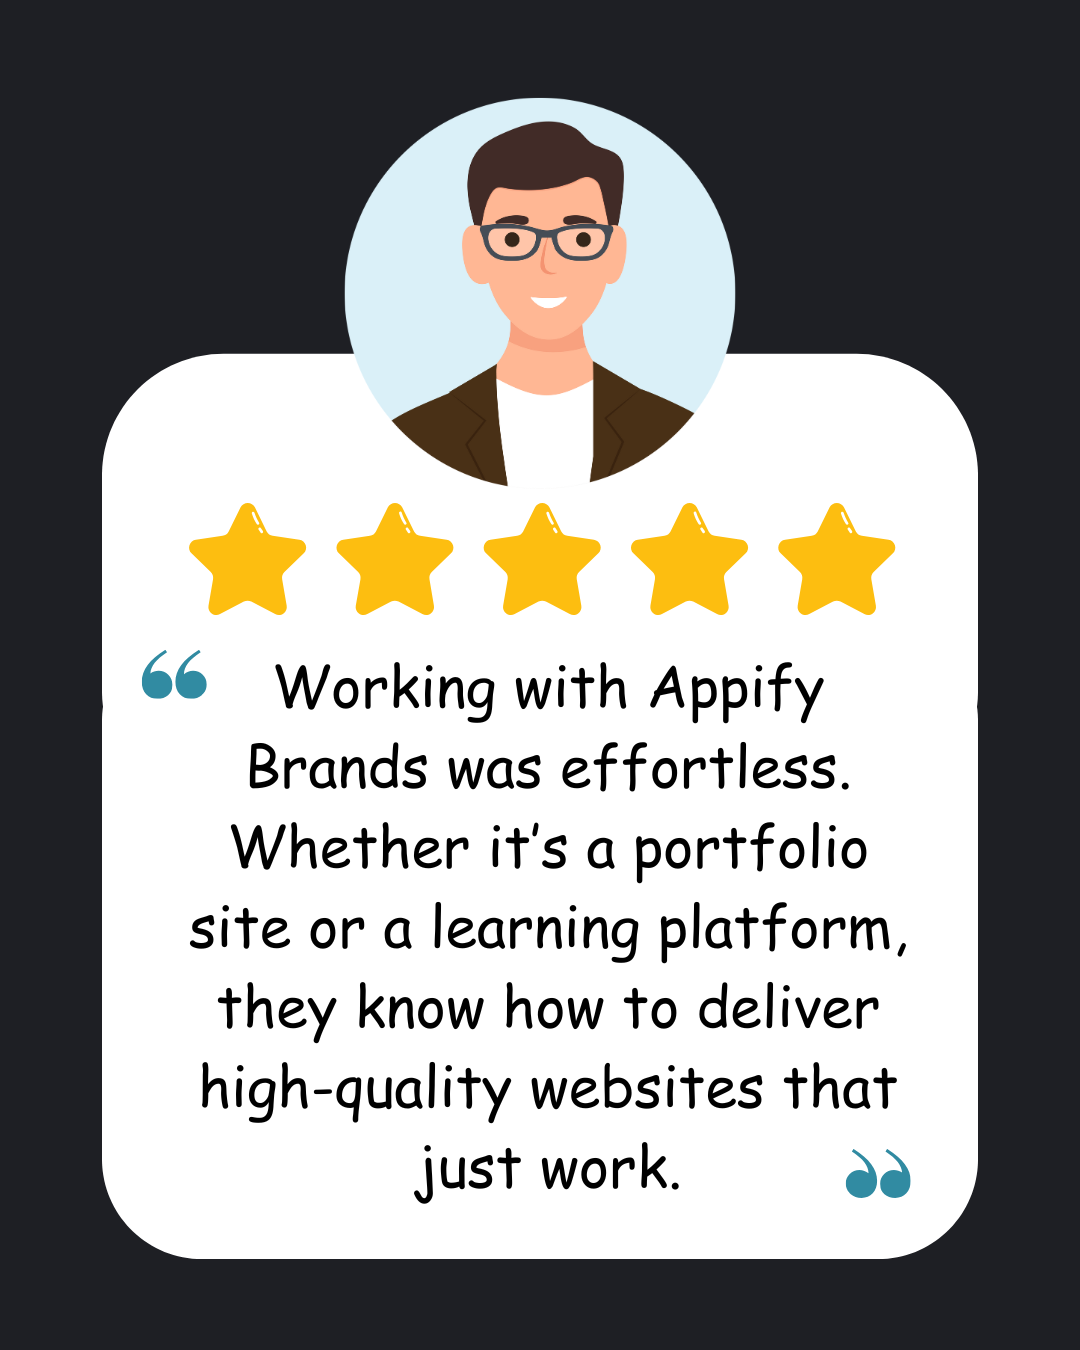 “ Working with Appify
Brands was effortless.
Whether it’s a portfolio
site or a learning platform,
they know how to deliver
high-quality websites that
just work. ”